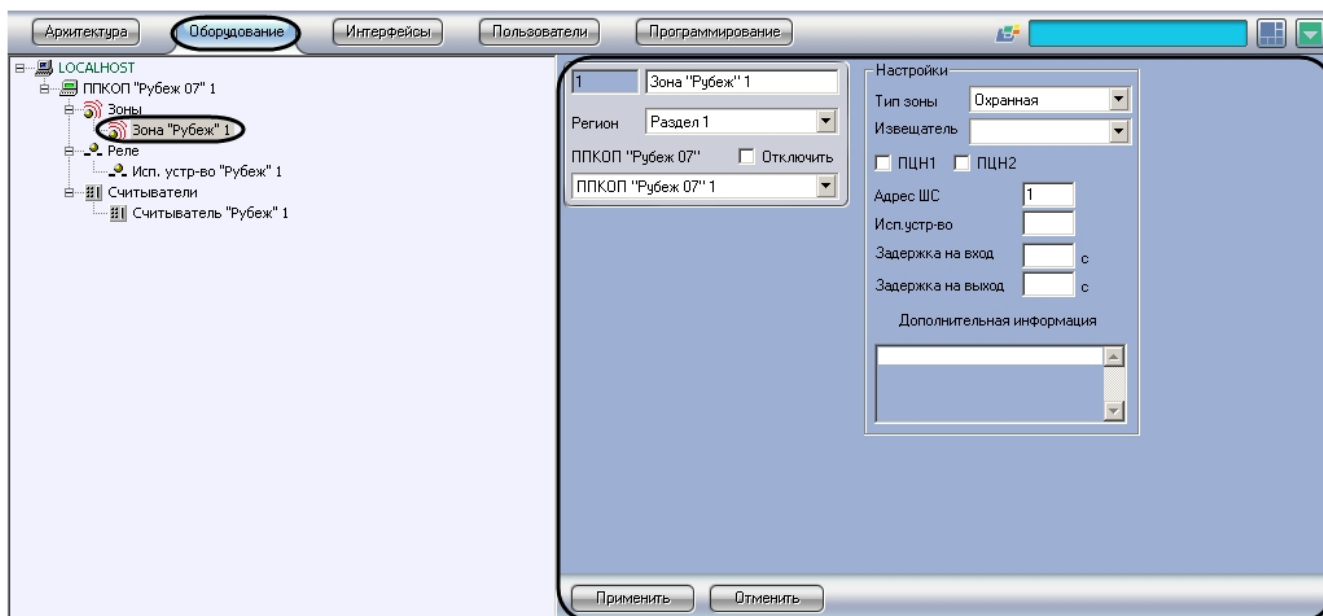 Архитектура Оборудование Интерфейсы Пользователи Программирование
LOCALHOST
ППКОП "Рубеж 07" 1
Зоны
Зона "Рубеж" 1
Реле
Исп. устр-во "Рубеж" 1
Считыватели
Считыватель "Рубеж" 1
1 Зона "Рубеж" 1
Регион Раздел 1
ППКОП "Рубеж 07" Отключить
ППКОП "Рубеж 07" 1
Настройки
Тип зоны Охранная
Извещатель
ПЦН1 ПЦН2
Адрес ШС 1
Исп.устр-во
Задержка на вход с
Задержка на выход с
Дополнительная информация
Применить Отменить